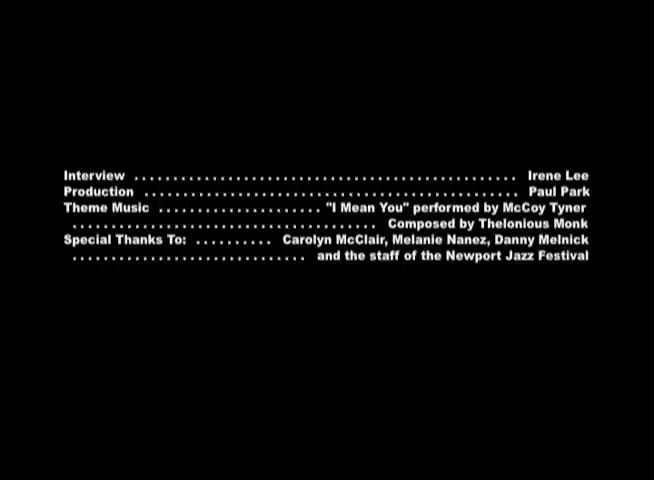 Interview ................................................ Irene Lee
Production ............................................... Paul Park
Theme Music ..................... "I Mean You" performed by McCoy Tyner
....................................... Composed by Thelonious Monk
Special Thanks To: .......... Carolyn McClair, Melanie Nanez, Danny Melnick
.............................. and the staff of the Newport Jazz Festival